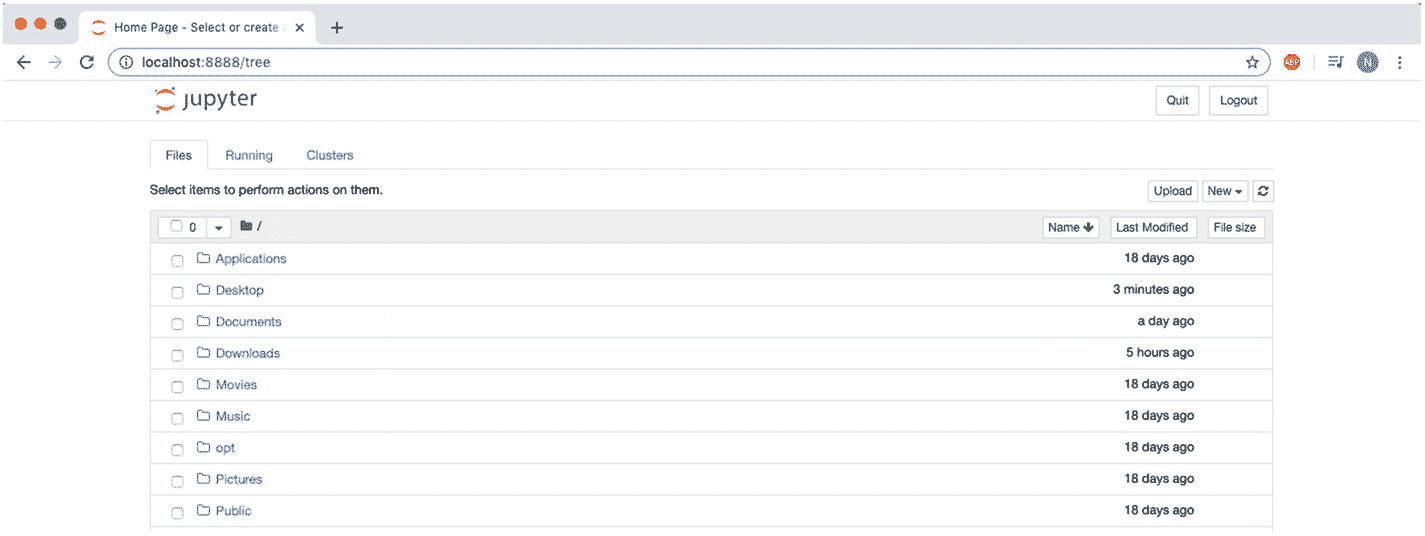 Home Page - Select or create
localhost:8888/tree
ABP
N
jupyter
Quit
Logout
Files
Running
Clusters
Select items to perform actions on them.
Upload
New
0
/
Name
Last Modified
File size
Applications 18 days ago
Desktop 3 minutes ago
Documents a day ago
Downloads 5 hours ago
Movies 18 days ago
Music 18 days ago
opt 18 days ago
Pictures 18 days ago
Public 18 days ago